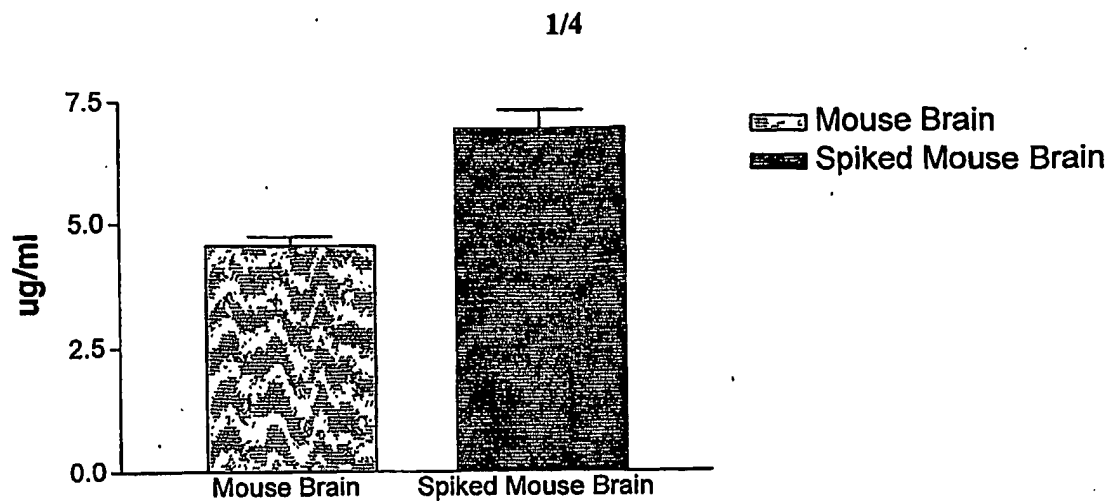 1/4
7.5
5.0
2.5
0.0
ug/ml
Mouse Brain
Spiked Mouse Brain
Mouse Brain
Spiked Mouse Brain